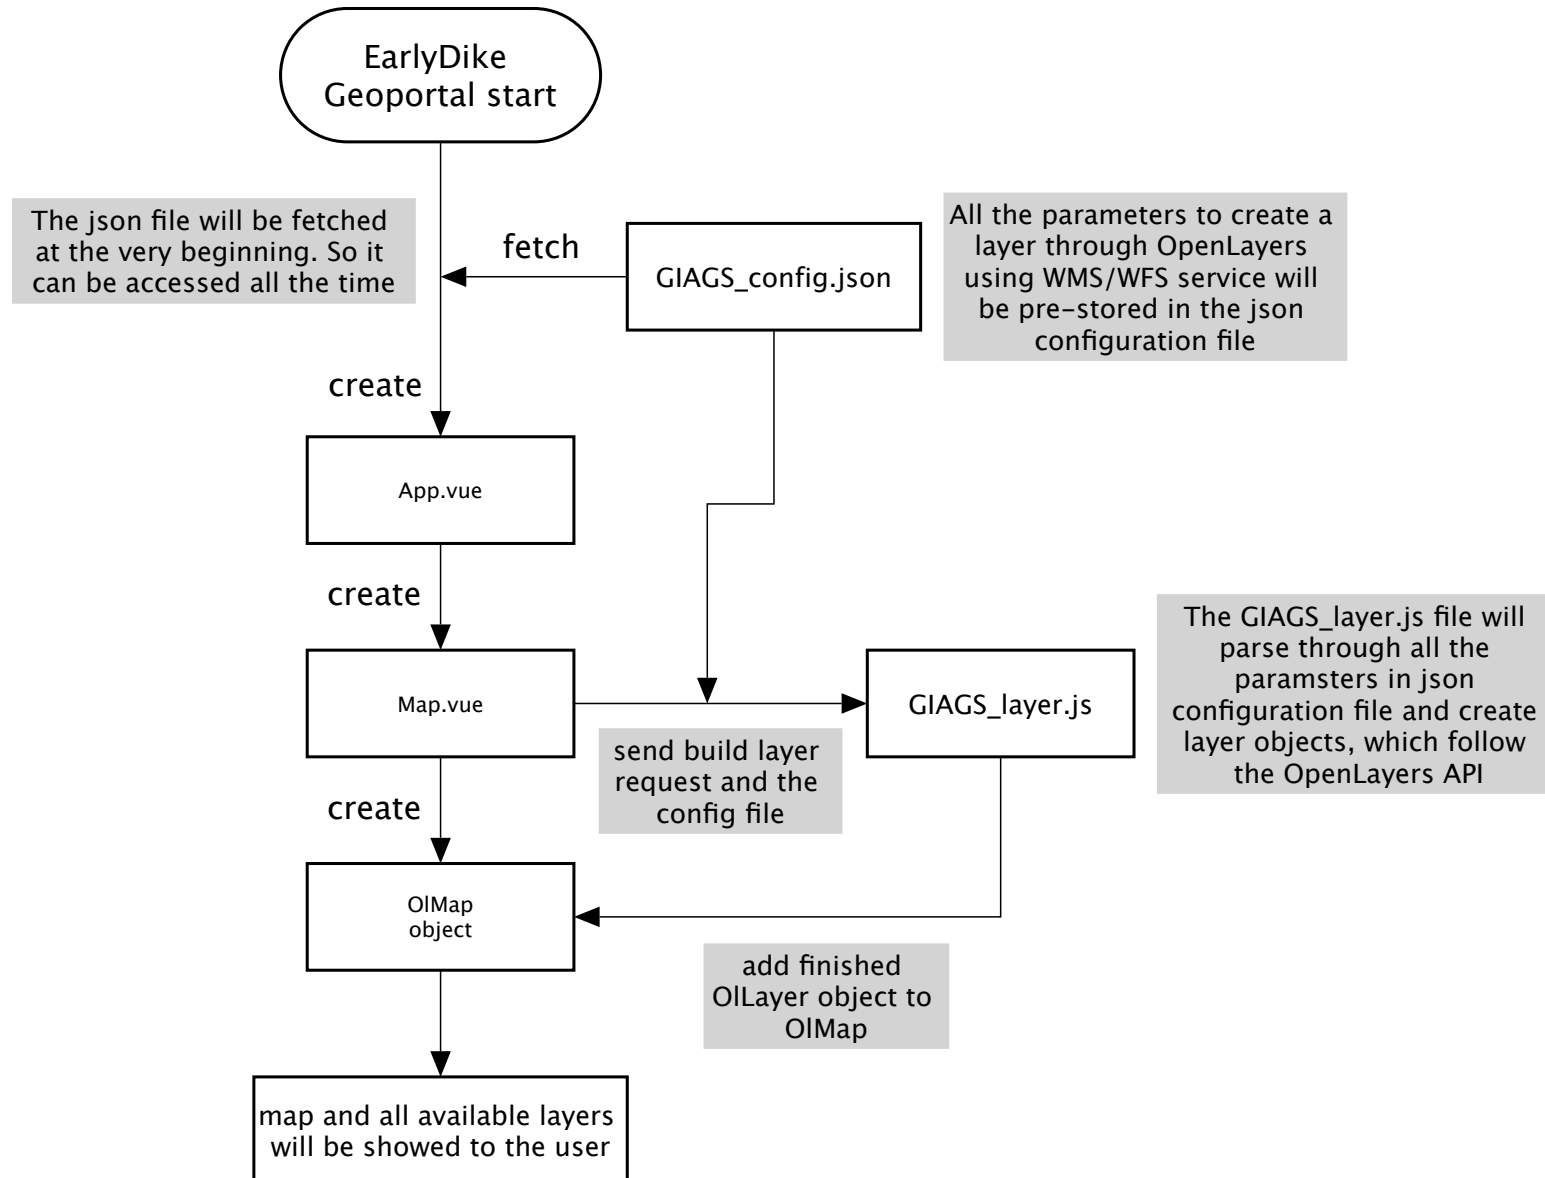 EarlyDike
Geoportal start
The json file will be fetched
at the very beginning. So it
can be accessed all the time
fetch
GIAGS_config.json
All the parameters to create a
layer through OpenLayers
using WMS/WFS service will
be pre-stored in the json
configuration file
create
App.vue
create
Map.vue
GIAGS_layer.js
The GIAGS_layer.js file will
parse through all the
paramsters in json
configuration file and create
layer objects, which follow
the OpenLayers API
send build layer
request and the
config file
create
OlMap
object
add finished
OlLayer object to
OlMap
map and all available layers
will be showed to the user